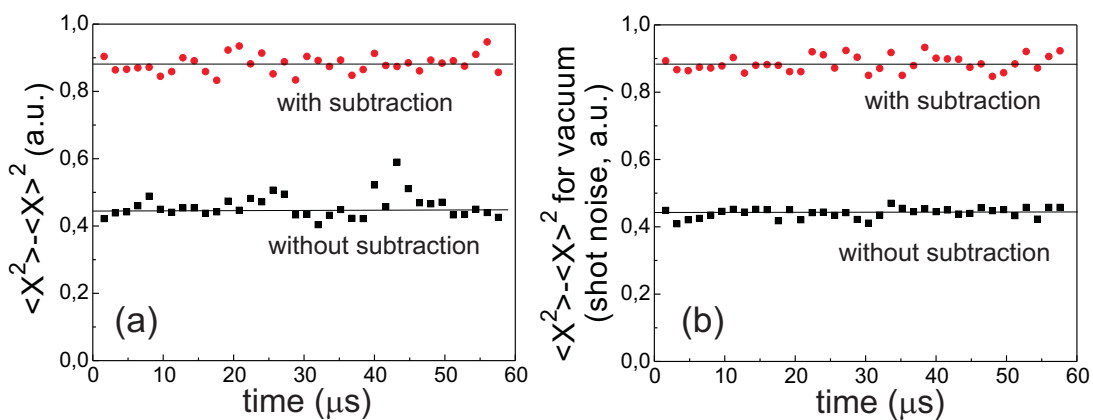 <X²>-<X>² (a.u.)
1,0
0,8
0,6
0,4
0,2
0,0
with subtraction
without subtraction
(a)
0 10 20 30 40 50 60
time (μs)
<X²>-<X>² for vacuum
(shot noise, a.u.)
1,0
0,8
0,6
0,4
0,2
0,0
with subtraction
without subtraction
(b)
0 10 20 30 40 50 60
time (μs)